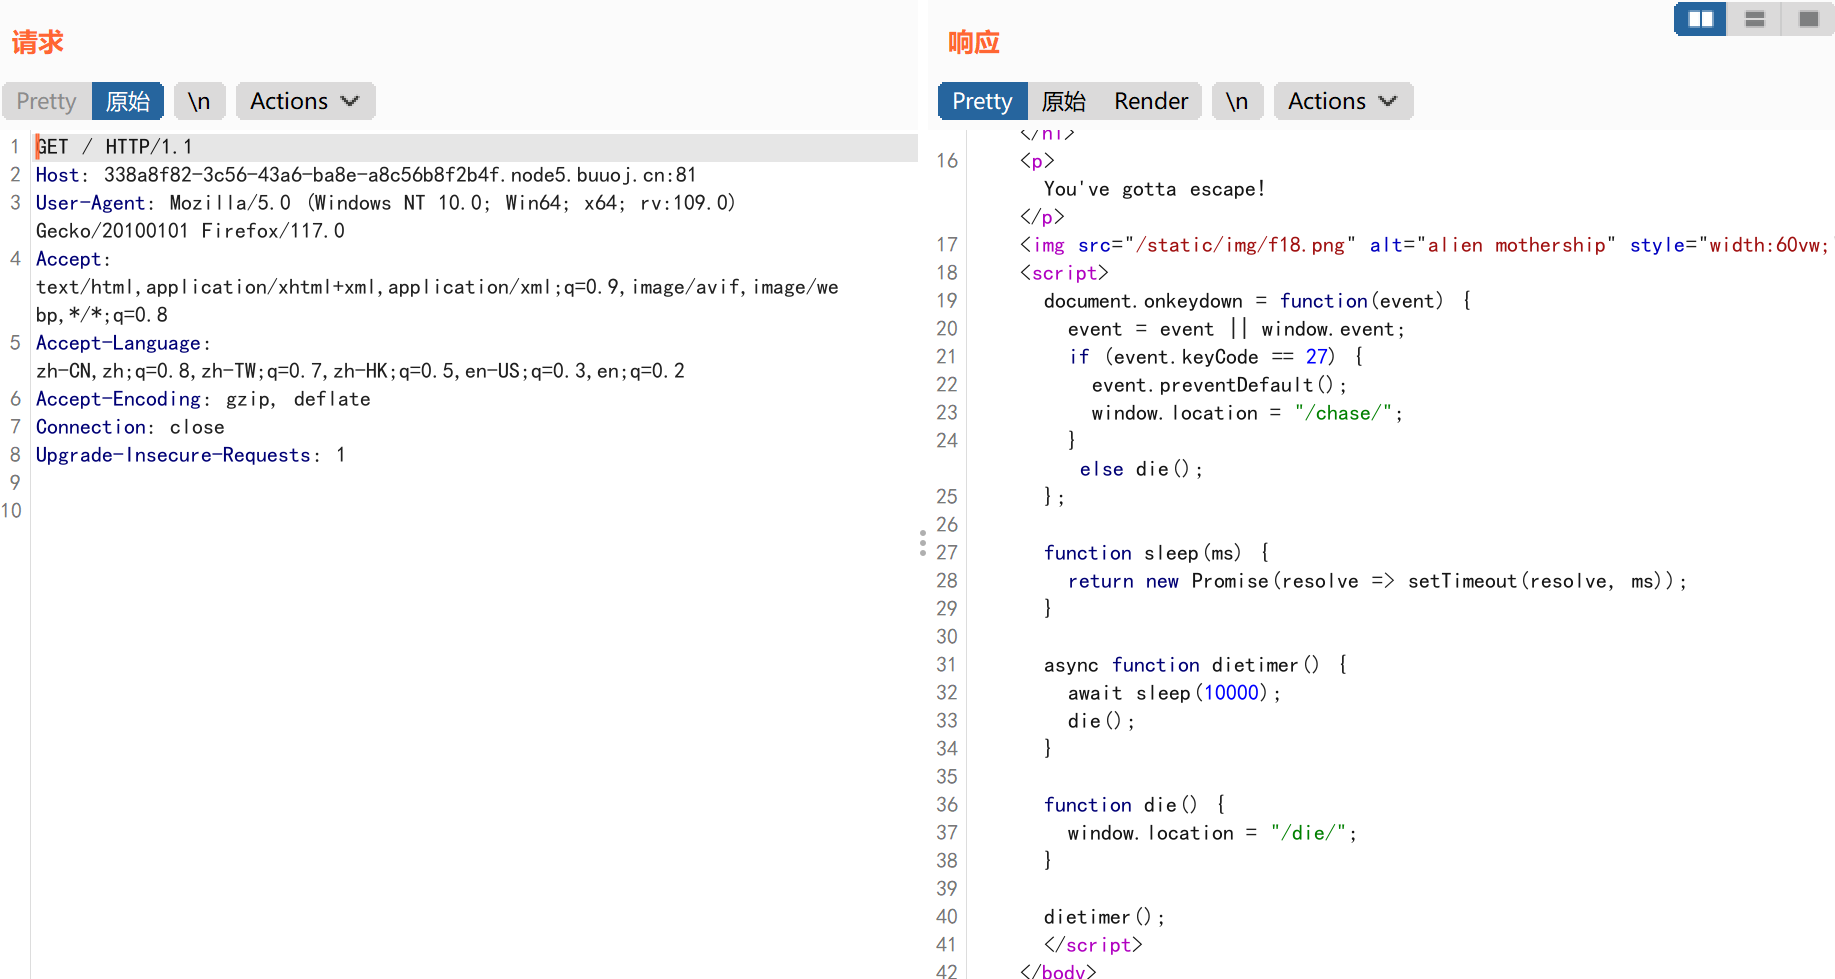 请求
Pretty 原始 \n Actions
1 GET / HTTP/1.1
2 Host: 338a8f82-3c56-43a6-ba8e-a8c56b8f2b4f.node5.buuoj.cn:81
3 User-Agent: Mozilla/5.0 (Windows NT 10.0; Win64; x64; rv:109.0)
Gecko/20100101 Firefox/117.0
4 Accept:
text/html,application/xhtml+xml,application/xml;q=0.9,image/avif,image/we
bp,*/*;q=0.8
5 Accept-Language:
zh-CN,zh;q=0.8,zh-TW;q=0.7,zh-HK;q=0.5,en-US;q=0.3,en;q=0.2
6 Accept-Encoding: gzip, deflate
7 Connection: close
8 Upgrade-Insecure-Requests: 1
9
10
响应
Pretty 原始 Render \n Actions
</h1>
16 <p>
You've gotta escape!
</p>
17 <img src="/static/img/f18.png" alt="alien mothership" style="width:60vw;
18 <script>
19 document.onkeydown = function(event) {
20 event = event || window.event;
21 if (event.keyCode == 27) {
22 event.preventDefault();
23 window.location = "/chase/";
24 }
else die();
25 };
26
27 function sleep(ms) {
28 return new Promise(resolve => setTimeout(resolve, ms));
29 }
30
31 async function dietimer() {
32 await sleep(10000);
33 die();
34 }
35
36 function die() {
37 window.location = "/die/";
38 }
39
40 dietimer();
41 </script>
42 </body>